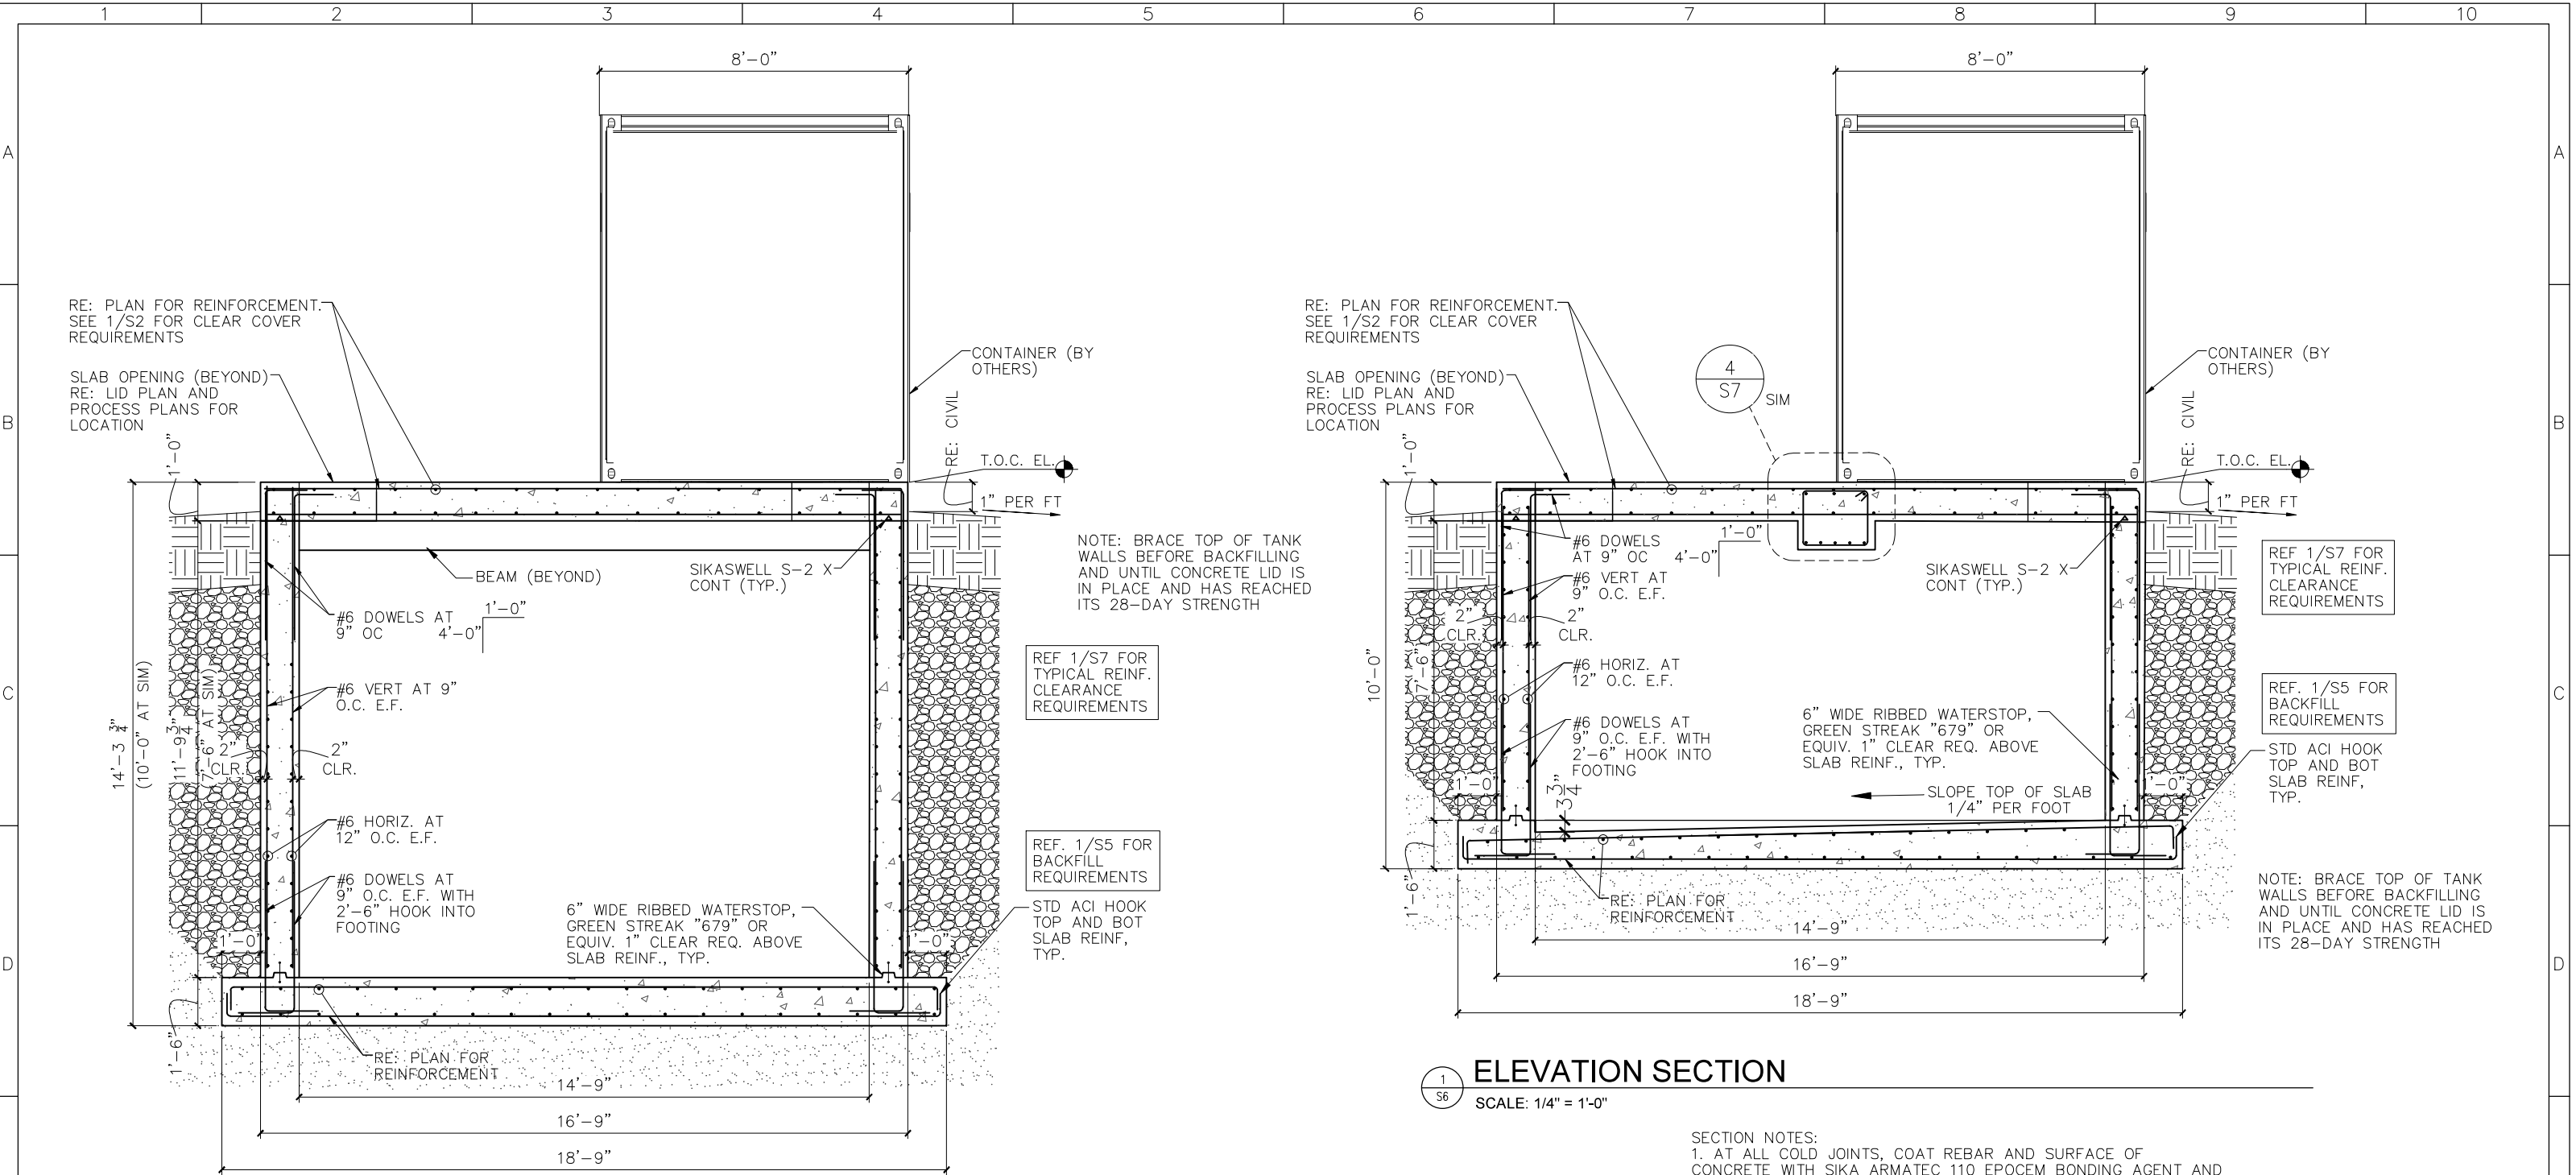 1 2 3 4 5 6 7 8 9 10
A
B
C
D
8'-0"
RE: PLAN FOR REINFORCEMENT.
SEE 1/S2 FOR CLEAR COVER
REQUIREMENTS
SLAB OPENING (BEYOND)
RE: LID PLAN AND
PROCESS PLANS FOR
LOCATION
CONTAINER (BY
OTHERS)
RE: CIVIL
T.O.C. EL.
1" PER FT
1'-0"
BEAM (BEYOND)
SIKASWELL S-2 X
CONT (TYP.)
NOTE: BRACE TOP OF TANK
WALLS BEFORE BACKFILLING
AND UNTIL CONCRETE LID IS
IN PLACE AND HAS REACHED
ITS 28-DAY STRENGTH
#6 DOWELS AT
9" OC
1'-0"
4'-0"
REF 1/S7 FOR
TYPICAL REINF.
CLEARANCE
REQUIREMENTS
#6 VERT AT 9"
O.C. E.F.
14'-3 3/4"
(10'-0" AT SIM)
11'-9 3/4"
(7'-6" AT SIM)
2"
CLR.
2"
CLR.
#6 HORIZ. AT
12" O.C. E.F.
REF. 1/S5 FOR
BACKFILL
REQUIREMENTS
#6 DOWELS AT
9" O.C. E.F. WITH
2'-6" HOOK INTO
FOOTING
6" WIDE RIBBED WATERSTOP,
GREEN STREAK "679" OR
EQUIV. 1" CLEAR REQ. ABOVE
SLAB REINF., TYP.
STD ACI HOOK
TOP AND BOT
SLAB REINF,
TYP.
1'-0"
1'-0"
1'-6"
RE: PLAN FOR
REINFORCEMENT
14'-9"
16'-9"
18'-9"
8'-0"
RE: PLAN FOR REINFORCEMENT.
SEE 1/S2 FOR CLEAR COVER
REQUIREMENTS
SLAB OPENING (BEYOND)
RE: LID PLAN AND
PROCESS PLANS FOR
LOCATION
4
S7
SIM
CONTAINER (BY
OTHERS)
RE: CIVIL
T.O.C. EL.
1" PER FT
1'-0"
#6 DOWELS
AT 9" OC
1'-0"
4'-0"
#6 VERT AT
9" O.C. E.F.
SIKASWELL S-2 X
CONT (TYP.)
REF 1/S7 FOR
TYPICAL REINF.
CLEARANCE
REQUIREMENTS
2"
CLR.
2"
CLR.
10'-0"
7'-6"
#6 HORIZ. AT
12" O.C. E.F.
REF. 1/S5 FOR
BACKFILL
REQUIREMENTS
#6 DOWELS AT
9" O.C. E.F. WITH
2'-6" HOOK INTO
FOOTING
6" WIDE RIBBED WATERSTOP,
GREEN STREAK "679" OR
EQUIV. 1" CLEAR REQ. ABOVE
SLAB REINF., TYP.
STD ACI HOOK
TOP AND BOT
SLAB REINF,
TYP.
1'-0"
3 3/4"
SLOPE TOP OF SLAB
1/4" PER FOOT
1'-0"
1'-6"
RE: PLAN FOR
REINFORCEMENT
NOTE: BRACE TOP OF TANK
WALLS BEFORE BACKFILLING
AND UNTIL CONCRETE LID IS
IN PLACE AND HAS REACHED
ITS 28-DAY STRENGTH
14'-9"
16'-9"
18'-9"
1
S6
ELEVATION SECTION
SCALE: 1/4" = 1'-0"
SECTION NOTES:
1. AT ALL COLD JOINTS, COAT REBAR AND SURFACE OF
CONCRETE WITH SIKA ARMATEC 110 EPOCEM BONDING AGENT AND
A
B
C
D